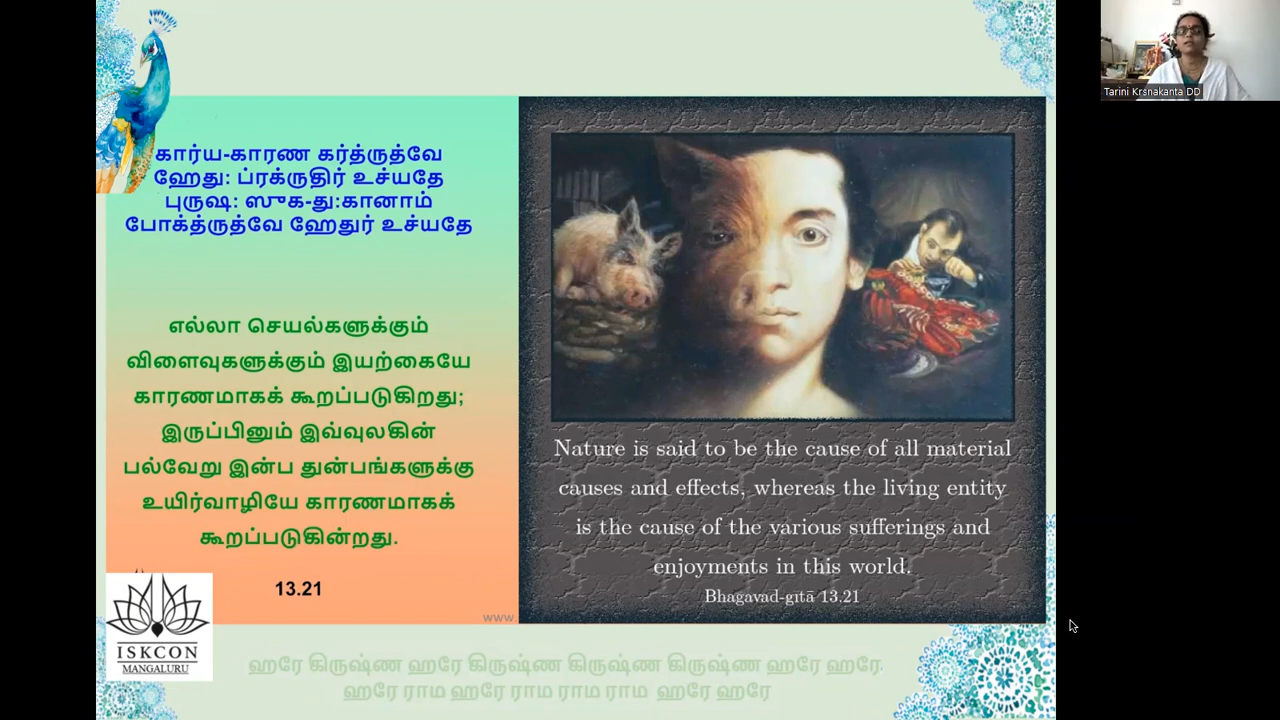 Tarini Krsnakanta DD
கார்ய-காரண கர்த்ருத்வே
ஹேது: ப்ரக்ருதிர் உச்யதே
புருஷ: ஸுக-து:கானாம்
போக்த்ருத்வே ஹேதுர் உச்யதே
எல்லா செயல்களுக்கும்
விளைவுகளுக்கும் இயற்கையே
காரணமாகக் கூறப்படுகிறது;
இருப்பினும் இவ்வுலகின்
பல்வேறு இன்ப துன்பங்களுக்கு
உயிர்வாழியே காரணமாகக்
கூறப்படுகின்றது.
13.21
www.
Nature is said to be the cause of all material
causes and effects, whereas the living entity
is the cause of the various sufferings and
enjoyments in this world.
Bhagavad-gītā 13.21
ISKCON
MANGALURU
ஹரே கிருஷ்ண ஹரே கிருஷ்ண கிருஷ்ண கிருஷ்ண ஹரே ஹரே
ஹரே ராம ஹரே ராம ராம ராம ஹரே ஹரே